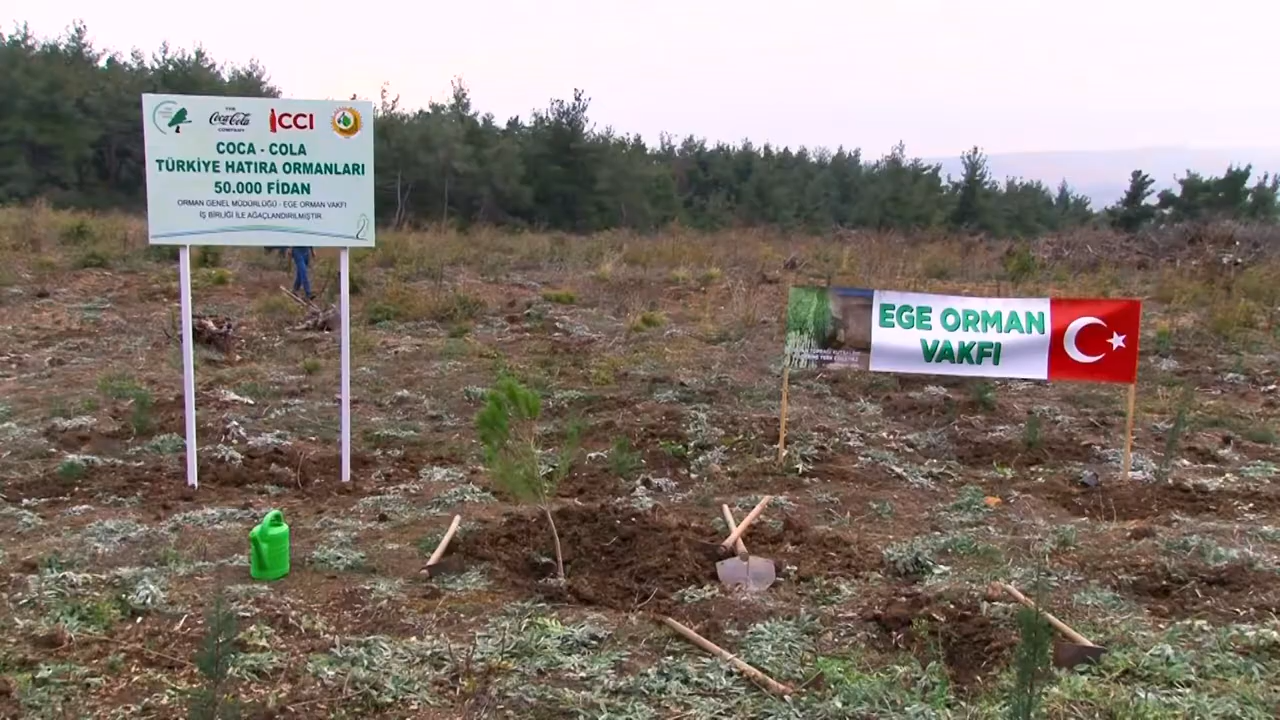 THE
Coca-Cola
COMPANY
CCI
COCA - COLA
TÜRKİYE HATIRA ORMANLARI
50.000 FİDAN
ORMAN GENEL MÜDÜRLÜĞÜ - EGE ORMAN VAKFI
İŞ BİRLİĞİ İLE AĞAÇLANDIRILMIŞTIR.
EGE ORMAN
VAKFI